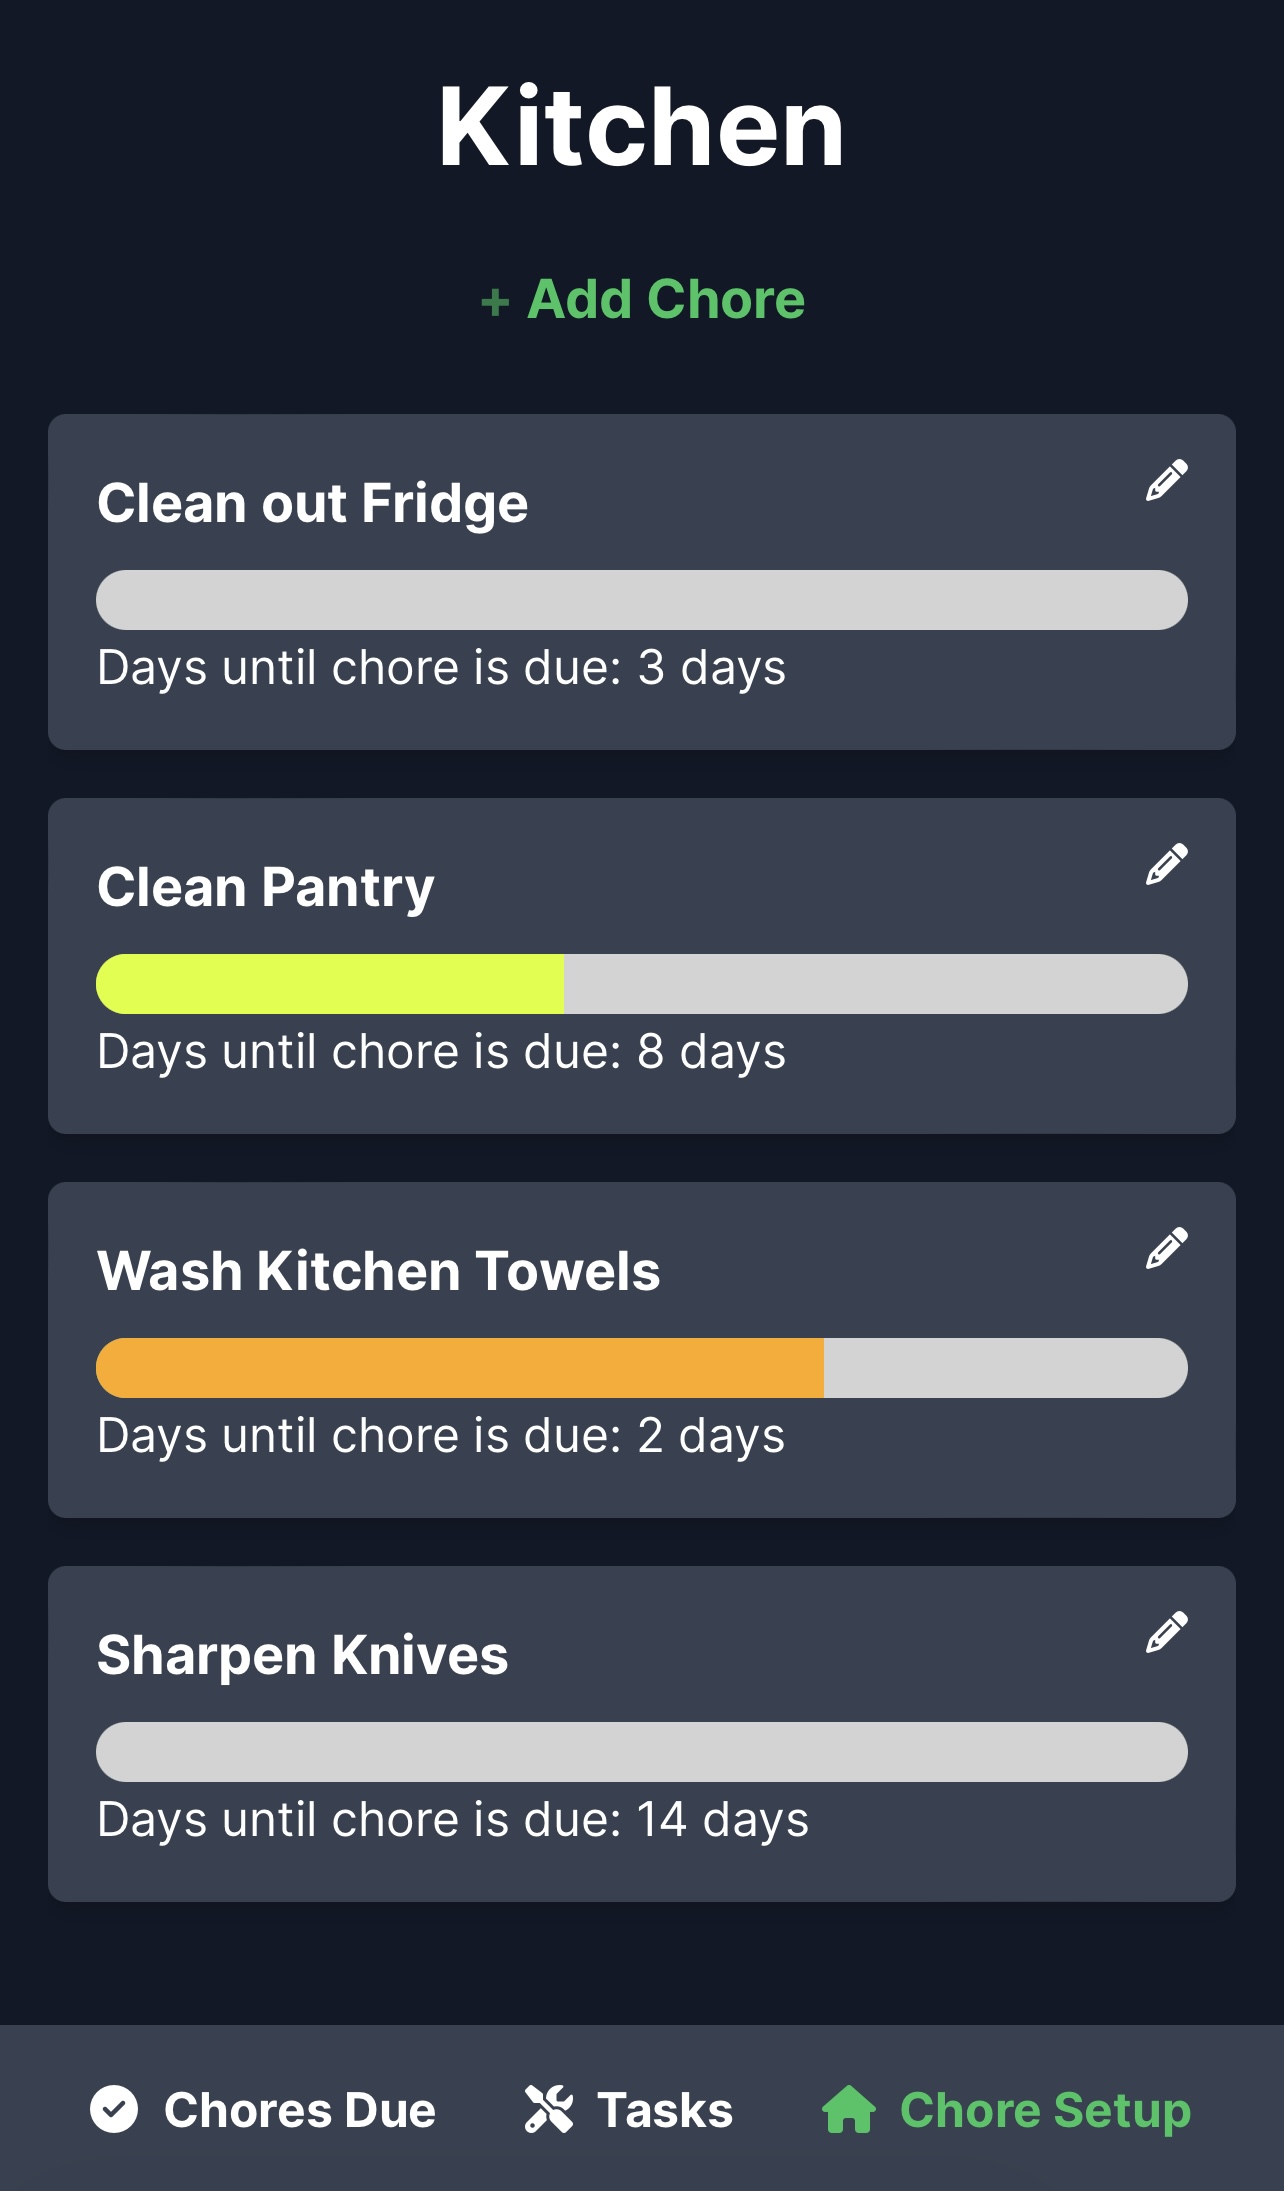 Kitchen
+ Add Chore
Clean out Fridge
Days until chore is due: 3 days
Clean Pantry
Days until chore is due: 8 days
Wash Kitchen Towels
Days until chore is due: 2 days
Sharpen Knives
Days until chore is due: 14 days
Chores Due Tasks Chore Setup